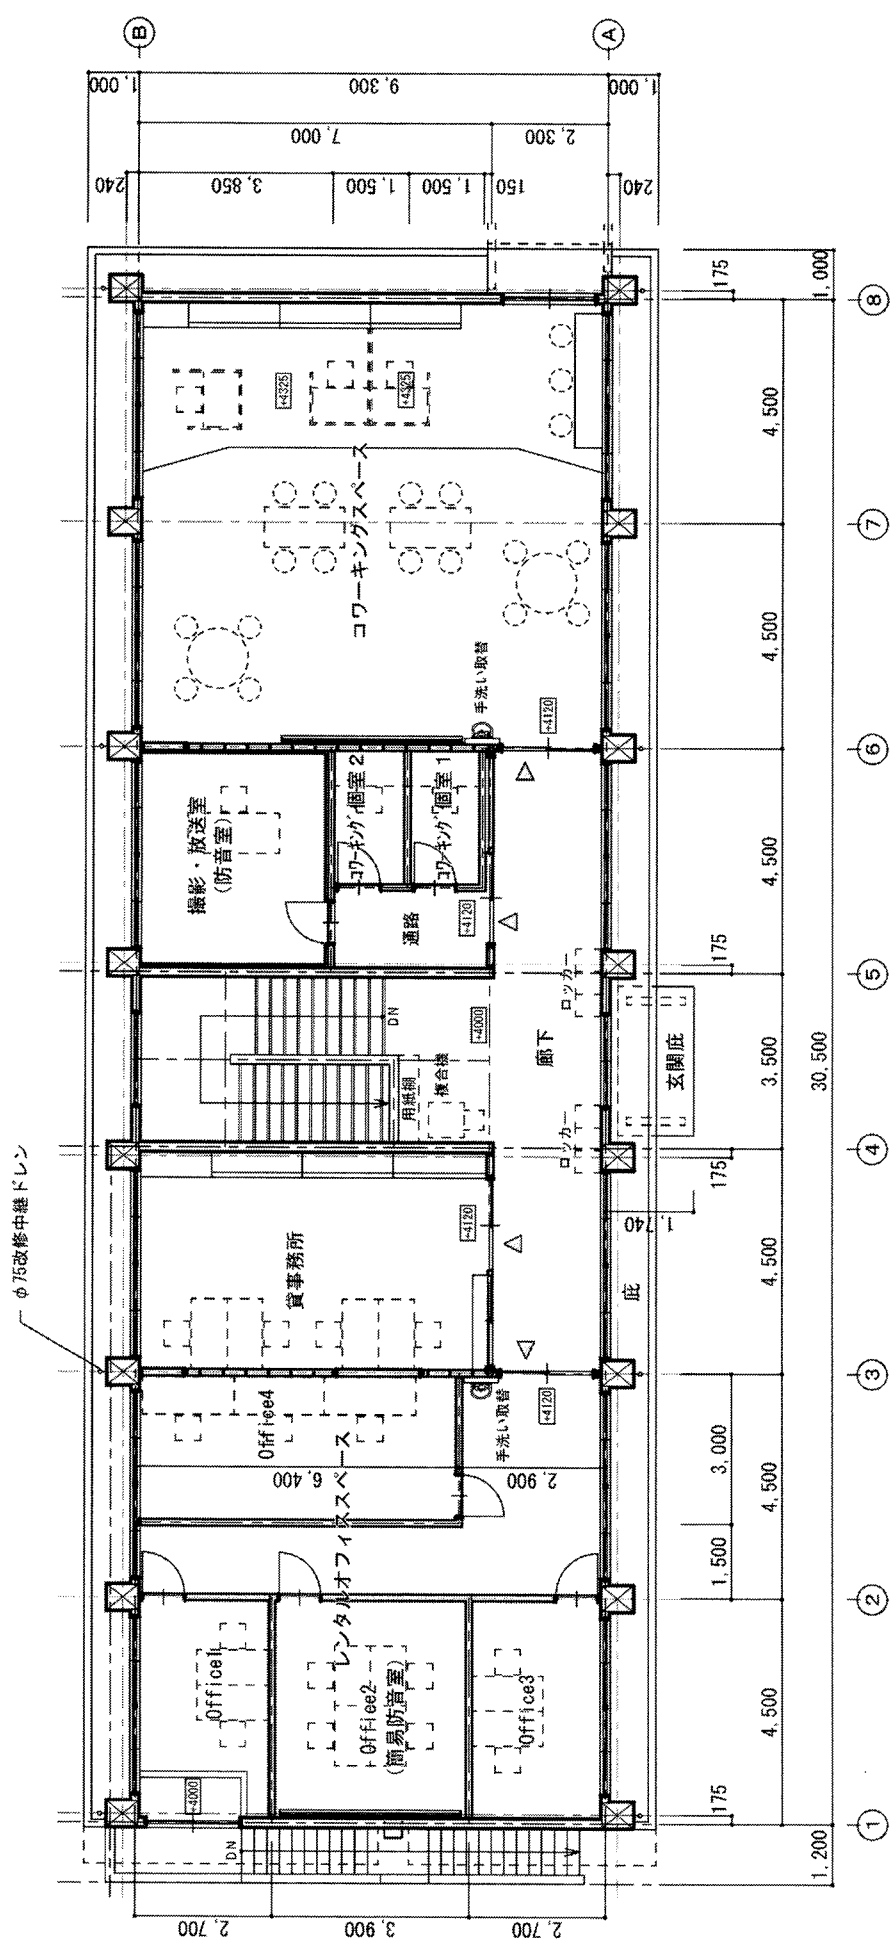 φ75改修中継ドレン
B
A
1,000
9,300
1,000
7,000
2,300
240
3,850
1,500
1,500
150
240
コワーキングスペース
+4325
+4325
手洗い取替
+4120
撮影・放送室
(防音室)
コワーキング個室2
コワーキング個室1
通路
+4120
DN
+4000
用紙棚
複合機
廊下
ロッカー
ロッカー
玄関庇
貸事務所
+4120
庇
1,740
Office4
手洗い取替
+4120
6,400
2,900
レンタルオフィススペース
Office1
Office2
(簡易防音室)
Office3
+4000
DN
2,700
3,900
2,700
175
175
175
175
1,500
3,000
1,200
4,500
4,500
4,500
3,500
4,500
4,500
4,500
1,000
30,500
1
2
3
4
5
6
7
8